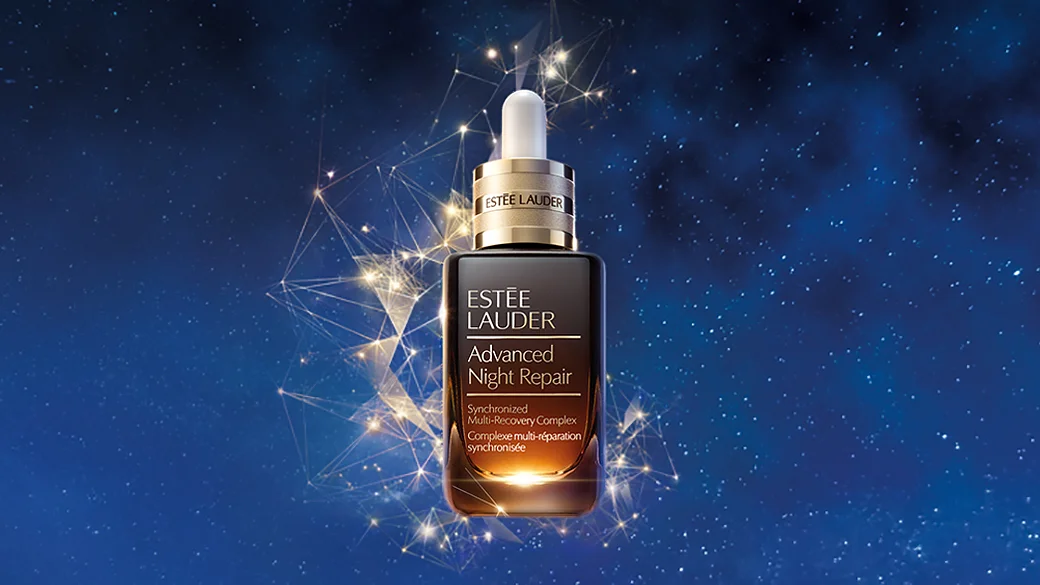 ESTĒE LAUDER
ESTĒE
LAUDER
Advanced
Night Repair
Synchronized
Multi-Recovery Complex
Complexe multi-réparation
synchronisée